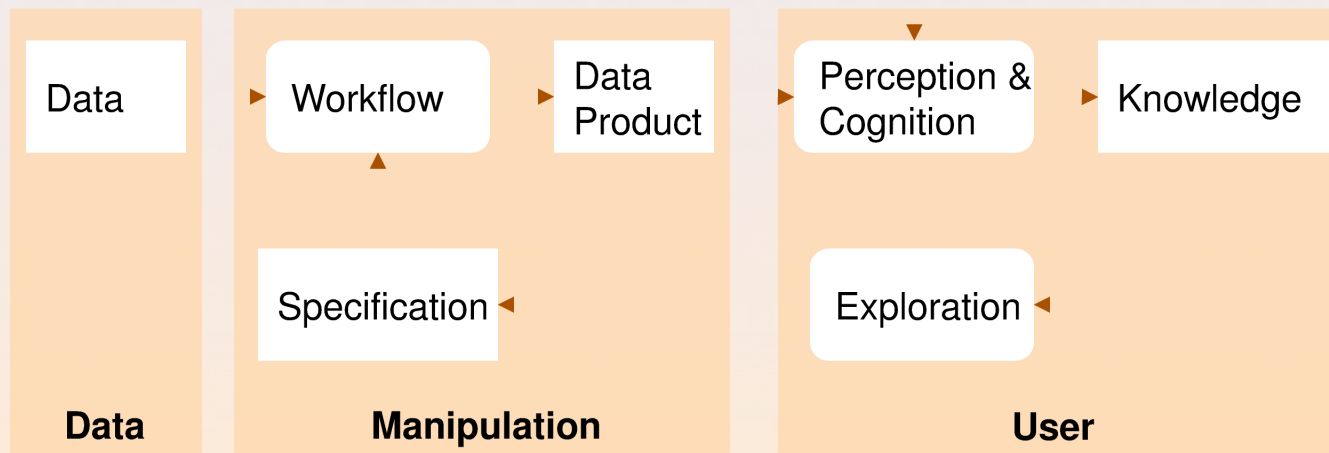 Data
Workflow
Data
Product
Perception &
Cognition
Knowledge
Specification
Exploration
Data
Manipulation
User